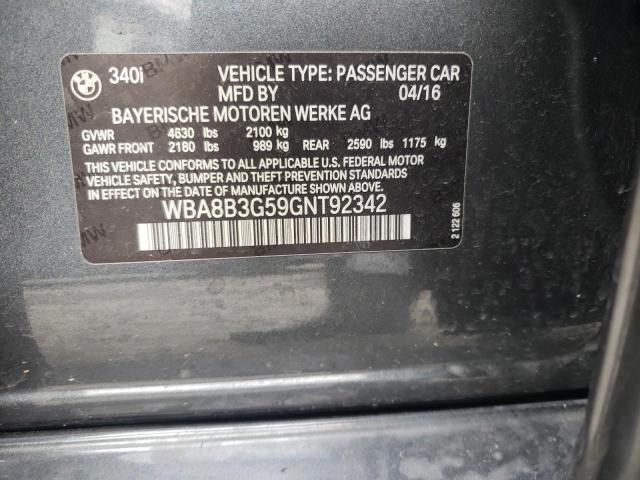 340i VEHICLE TYPE: PASSENGER CAR
MFD BY 04/16
BAYERISCHE MOTOREN WERKE AG
GVWR 4630 lbs 2100 kg
GAWR FRONT 2180 lbs 989 kg REAR 2590 lbs 1175 kg
THIS VEHICLE CONFORMS TO ALL APPLICABLE U.S. FEDERAL MOTOR
VEHICLE SAFETY, BUMPER AND THEFT PREVENTION STANDARDS
IN EFFECT ON THE DATE OF MANUFACTURE SHOWN ABOVE.
WBA8B3G59GNT92342
2 122 606